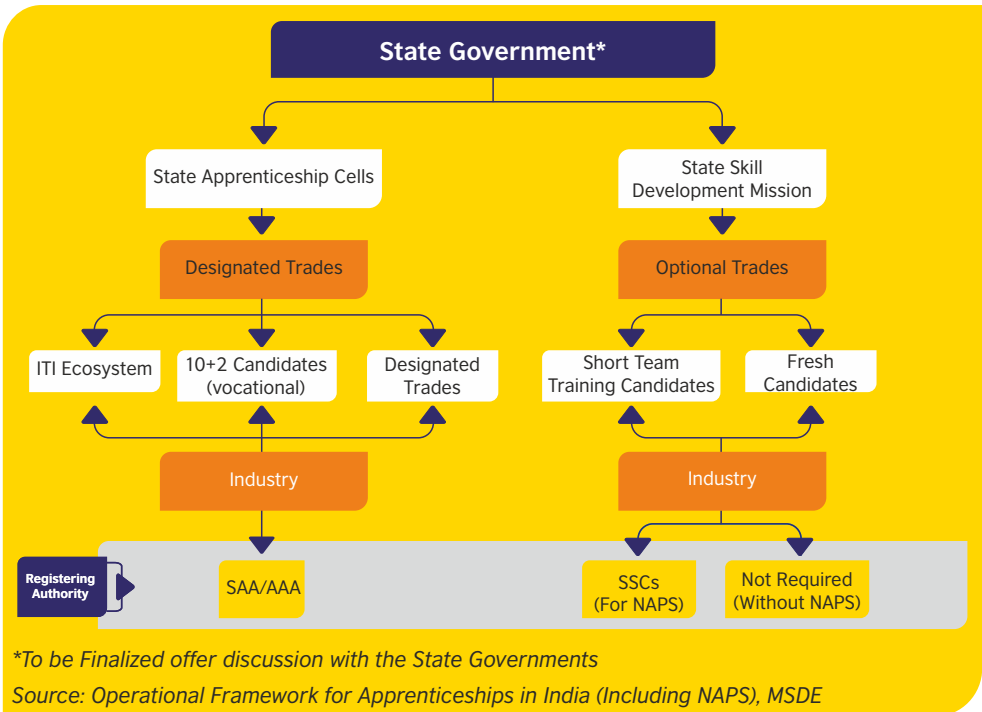 State Government*
State Apprenticeship Cells
State Skill
Development Mission
Designated Trades
Optional Trades
ITI Ecosystem
10+2 Candidates
(vocational)
Designated
Trades
Short Team
Training Candidates
Fresh
Candidates
Industry
Industry
Registering
Authority
SAA/AAA
SSCs
(For NAPS)
Not Required
(Without NAPS)
*To be Finalized offer discussion with the State Governments
Source: Operational Framework for Apprenticeships in India (Including NAPS), MSDE